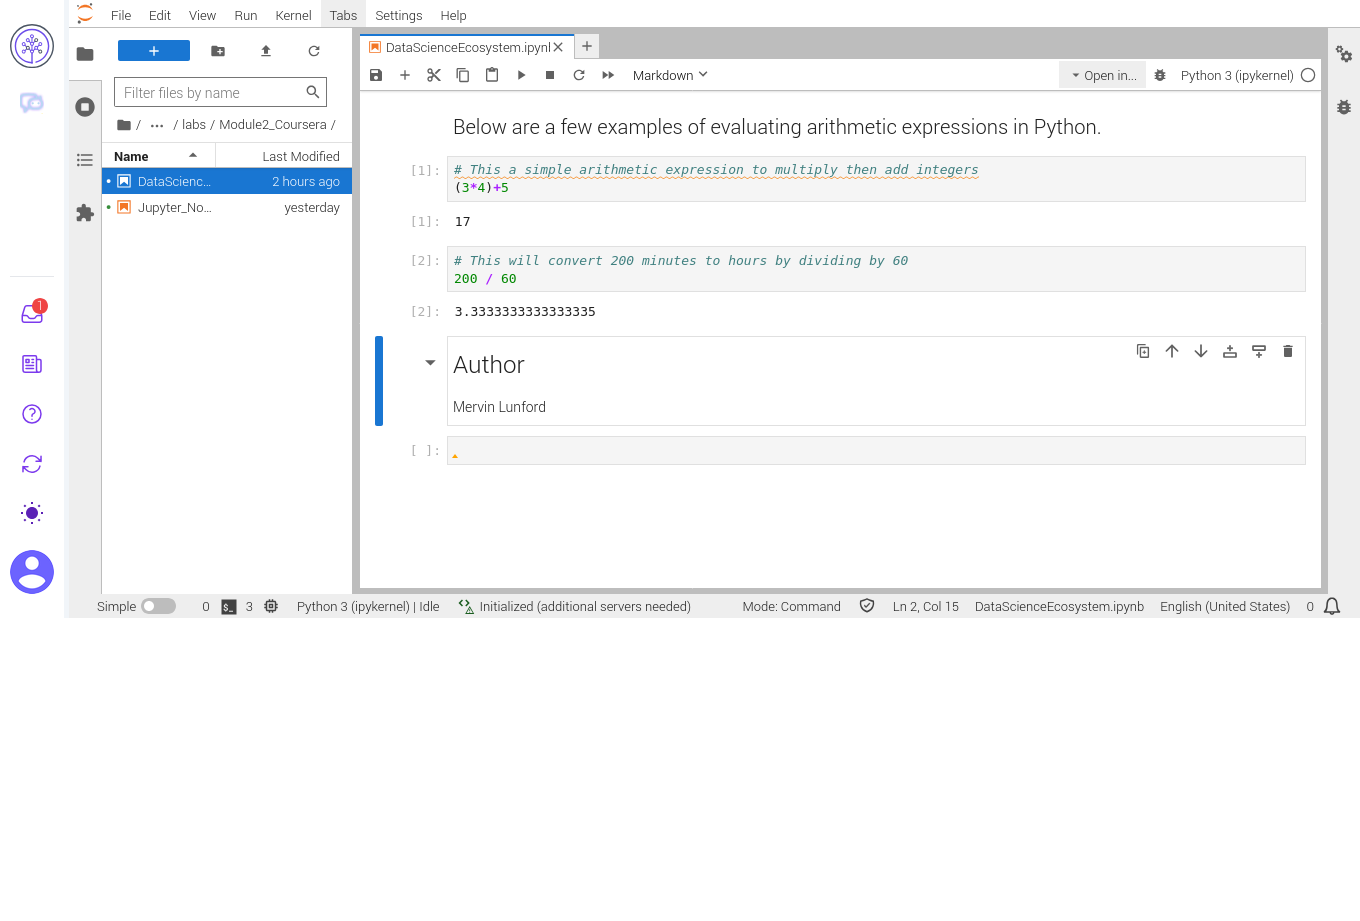 File Edit View Run Kernel Tabs Settings Help
DataScienceEcosystem.ipynl
Markdown
Open in...
Python 3 (ipykernel)
Filter files by name
/ ... / labs / Module2_Coursera /
Name Last Modified
DataScienc... 2 hours ago
Jupyter_No... yesterday
1
Below are a few examples of evaluating arithmetic expressions in Python.
[1]: # This a simple arithmetic expression to multiply then add integers
(3*4)+5
[1]: 17
[2]: # This will convert 200 minutes to hours by dividing by 60
200 / 60
[2]: 3.3333333333333335
Author
Mervin Lunford
[ ]:
Simple 0 $_ 3 Python 3 (ipykernel) | Idle Initialized (additional servers needed) Mode: Command Ln 2, Col 15 DataScienceEcosystem.ipynb English (United States) 0